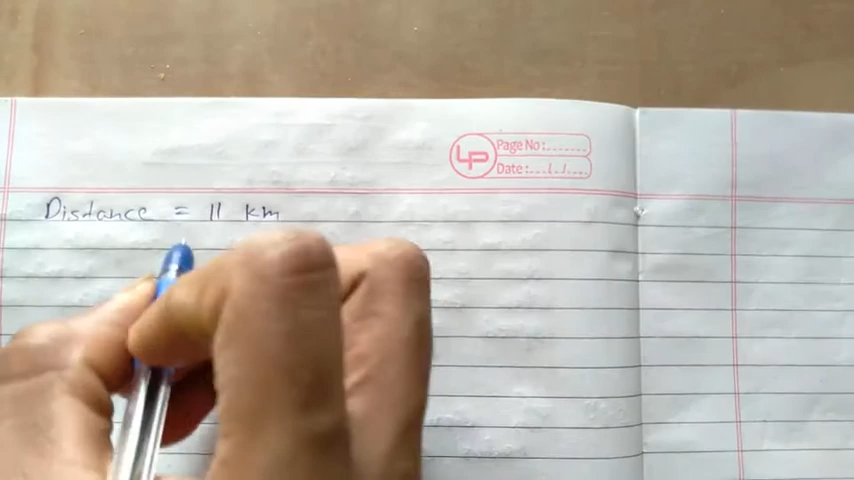 LP
Page No:.......
Date:...../...../.....
Distance = 11 km